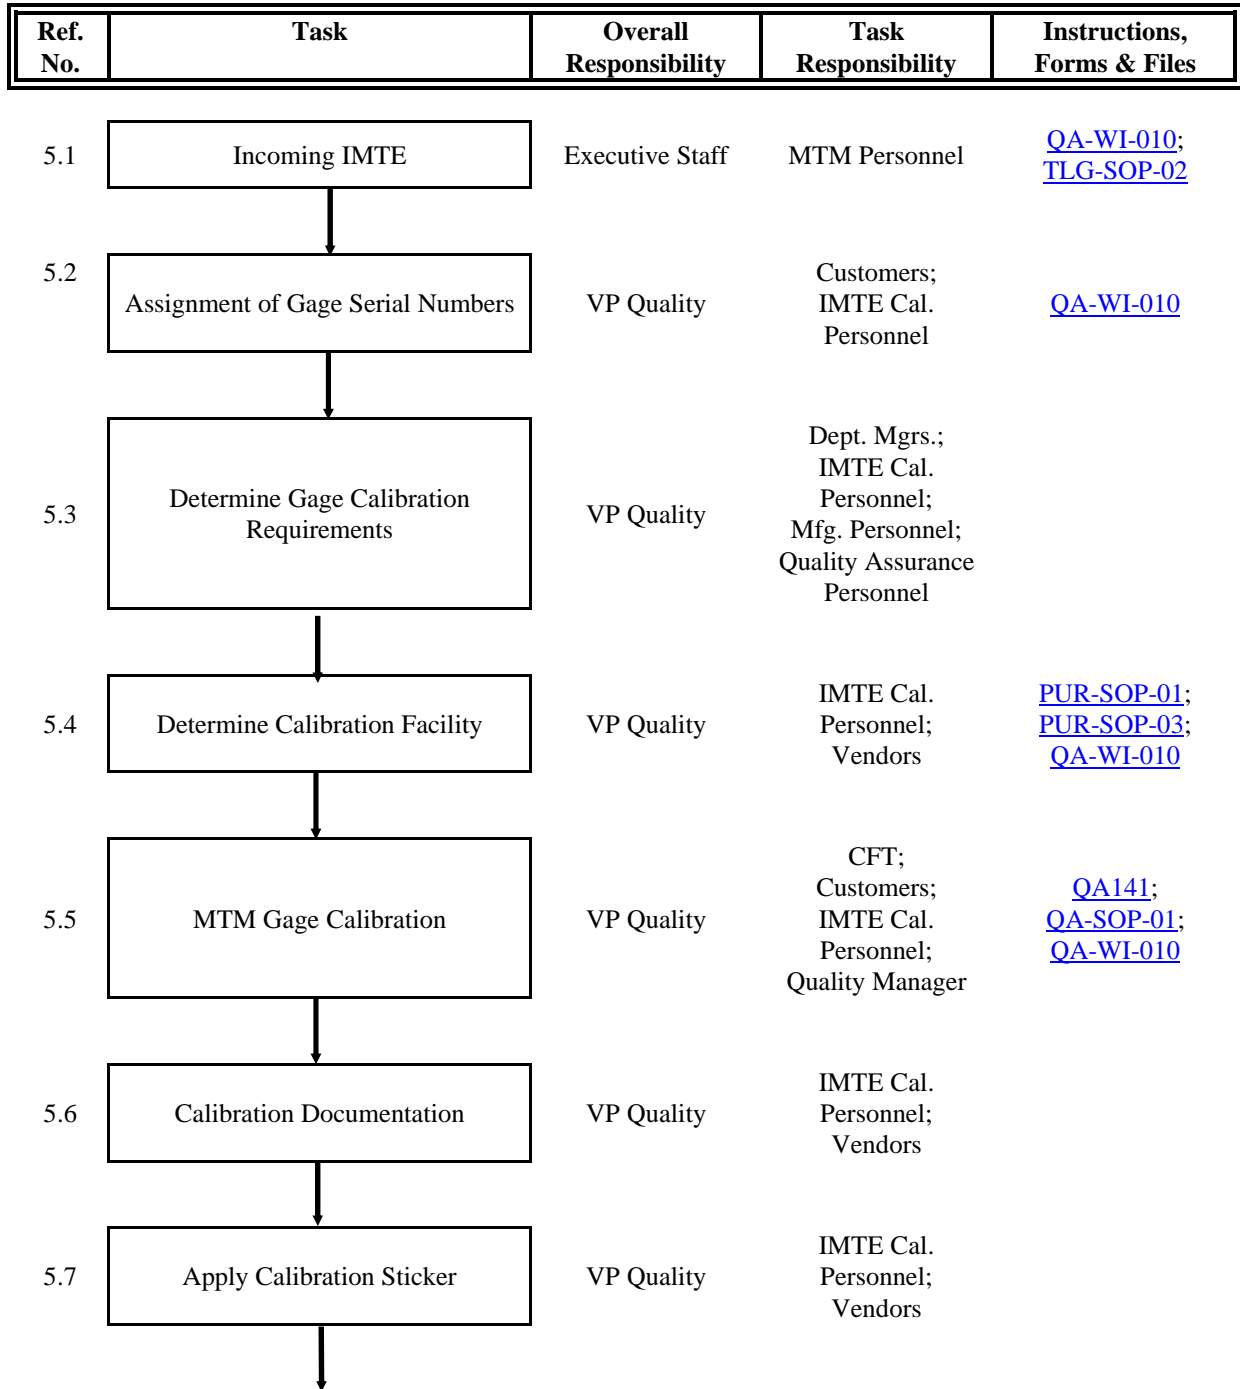 Ref. No.
Task
Overall Responsibility
Task Responsibility
Instructions, Forms & Files
5.1
Incoming IMTE
Executive Staff
MTM Personnel
QA-WI-010;
TLG-SOP-02
5.2
Assignment of Gage Serial Numbers
VP Quality
Customers;
IMTE Cal.
Personnel
QA-WI-010
5.3
Determine Gage Calibration
Requirements
VP Quality
Dept. Mgrs.;
IMTE Cal.
Personnel;
Mfg. Personnel;
Quality Assurance
Personnel
5.4
Determine Calibration Facility
VP Quality
IMTE Cal.
Personnel;
Vendors
PUR-SOP-01;
PUR-SOP-03;
QA-WI-010
5.5
MTM Gage Calibration
VP Quality
CFT;
Customers;
IMTE Cal.
Personnel;
Quality Manager
QA141;
QA-SOP-01;
QA-WI-010
5.6
Calibration Documentation
VP Quality
IMTE Cal.
Personnel;
Vendors
5.7
Apply Calibration Sticker
VP Quality
IMTE Cal.
Personnel;
Vendors